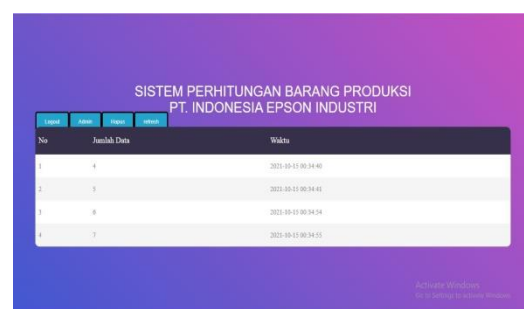 SISTEM PERHITUNGAN BARANG PRODUKSI
PT. INDONESIA EPSON INDUSTRI
Logout Admin Hapus refresh
No Jumlah Data Waktu
1 4 2021-10-15 00:34:40
2 5 2021-10-15 00:34:41
3 6 2021-10-15 00:34:54
4 7 2021-10-15 00:34:55
Activate Windows
Go to Settings to activate Windows.